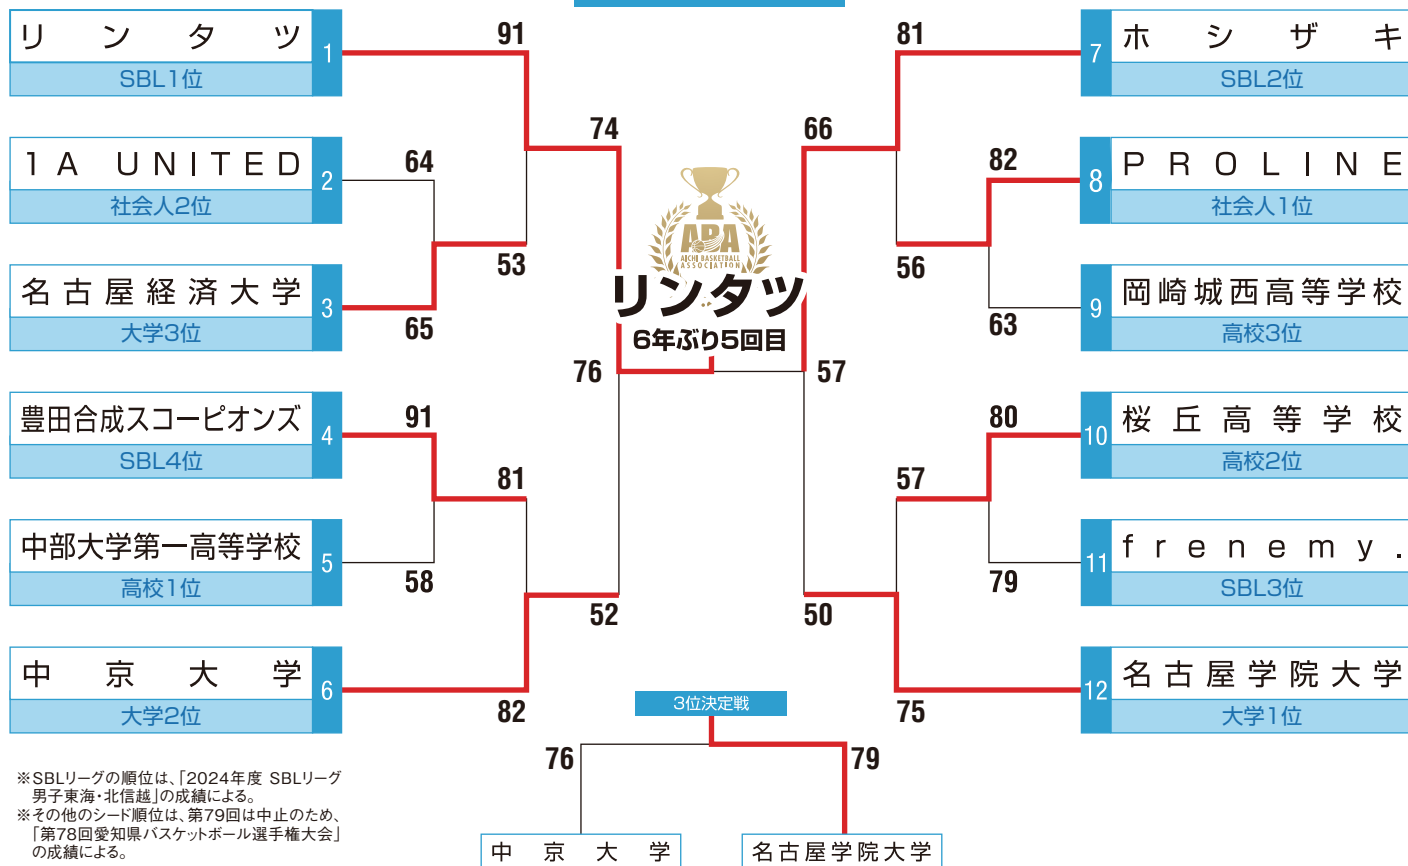 リンタツ
1
SBL1位
91
1A UNITED
2
社会人2位
64
名古屋経済大学
3
大学3位
65
53
74
豊田合成スコーピオンズ
4
SBL4位
91
中部大学第一高等学校
5
高校1位
58
81
中京大学
6
大学2位
82
52
76
ABA
AICHI BASKETBALL
ASSOCIATION
リンタツ
6年ぶり5回目
81
7
ホシザキ
SBL2位
66
82
8
PROLINE
社会人1位
56
63
9
岡崎城西高等学校
高校3位
57
80
10
桜丘高等学校
高校2位
57
79
11
frenemy.
SBL3位
50
75
12
名古屋学院大学
大学1位
3位決定戦
76
79
中京大学
名古屋学院大学
※SBLリーグの順位は、「2024年度 SBLリーグ
男子東海・北信越」の成績による。
※その他のシード順位は、第79回は中止のため、
「第78回愛知県バスケットボール選手権大会」
の成績による。